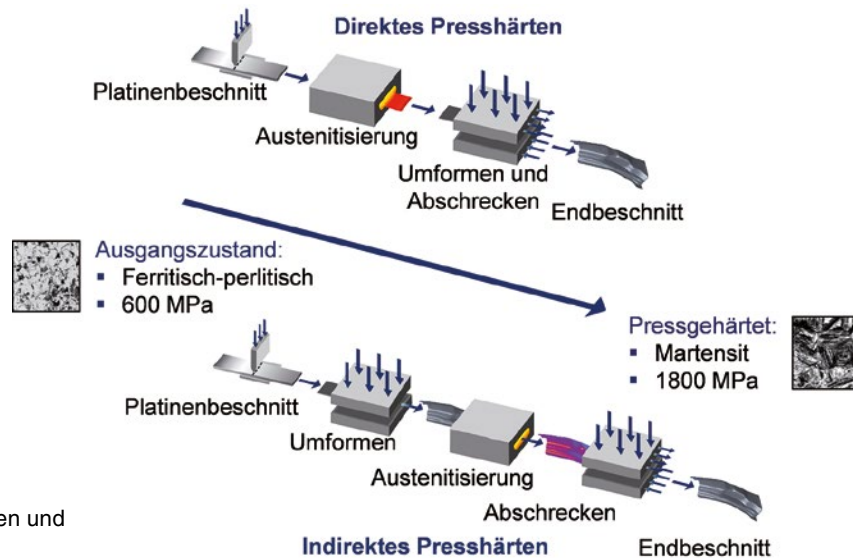 Direktes Presshärten
Platinenbeschnitt
Austenitisierung
Umformen und
Abschrecken
Endbeschnitt
Ausgangszustand:
▪ Ferritisch-perlitisch
▪ 600 MPa
Pressgehärtet:
▪ Martensit
▪ 1800 MPa
Platinenbeschnitt
Umformen
Austenitisierung
Abschrecken
Endbeschnitt
en und
Indirektes Presshärten